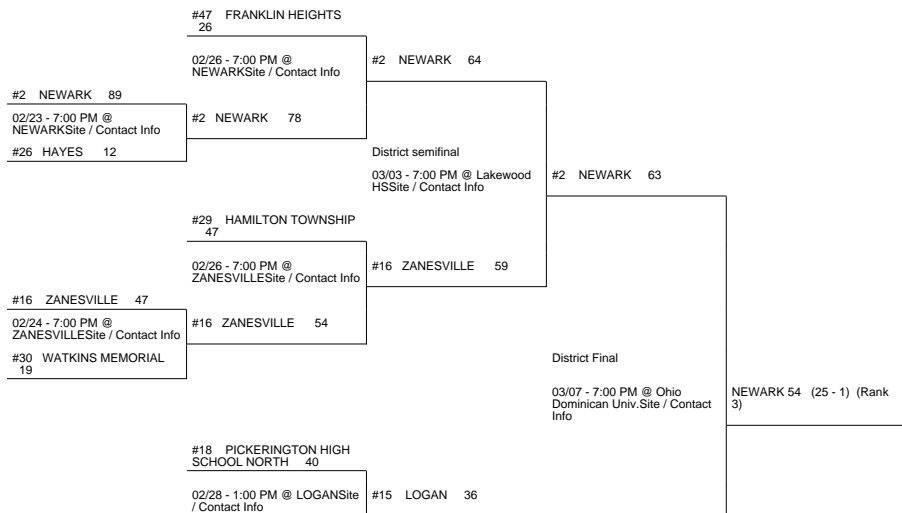 #47 FRANKLIN HEIGHTS
26
02/26 - 7:00 PM @
NEWARKSite / Contact Info
#2 NEWARK 64
#2 NEWARK 89
02/23 - 7:00 PM @
NEWARKSite / Contact Info
#2 NEWARK 78
#26 HAYES 12
District semifinal
03/03 - 7:00 PM @ Lakewood
HSSite / Contact Info
#2 NEWARK 63
#29 HAMILTON TOWNSHIP
47
02/26 - 7:00 PM @
ZANESVILLESite / Contact Info
#16 ZANESVILLE 59
#16 ZANESVILLE 47
02/24 - 7:00 PM @
ZANESVILLESite / Contact Info
#16 ZANESVILLE 54
#30 WATKINS MEMORIAL
19
District Final
03/07 - 7:00 PM @ Ohio
Dominican Univ.Site / Contact
Info
NEWARK 54 (25 - 1) (Rank
3)
#18 PICKERINGTON HIGH
SCHOOL NORTH 40
02/28 - 1:00 PM @ LOGANSite
/ Contact Info
#15 LOGAN 36